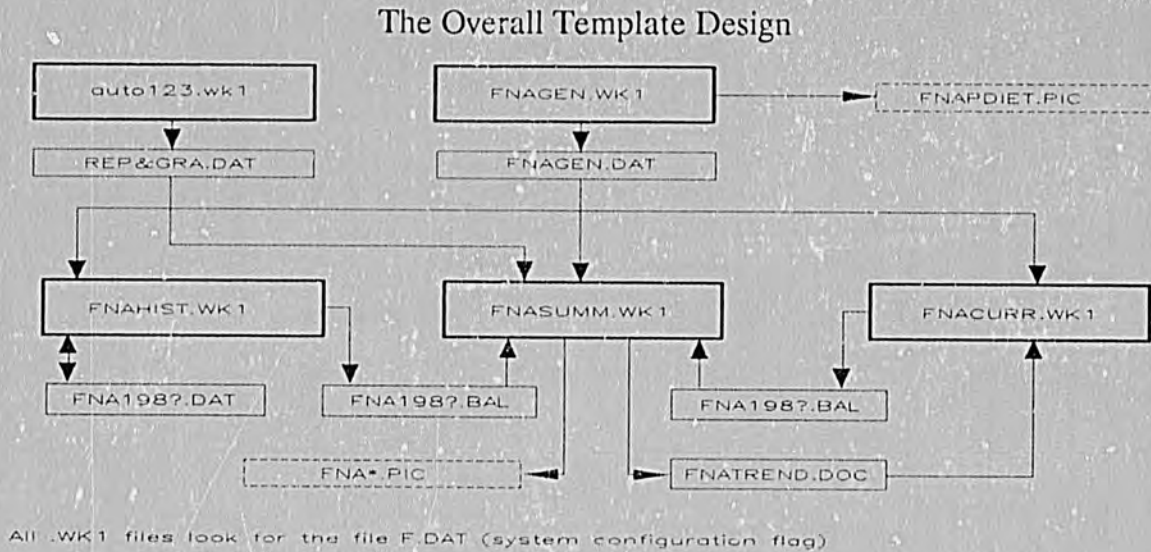 The Overall Template Design
auto123.wk1
FNAGEN.WK1
FNAPDIET.PIC
REP&GRA.DAT
FNAGEN.DAT
FNAHIST.WK1
FNASUMM.WK1
FNACURR.WK1
FNA198?.DAT
FNA198?.BAL
FNA198?.BAL
FNA*.PIC
FNATREND.DOC
All .WK1 files look for the file F.DAT (system configuration flag)